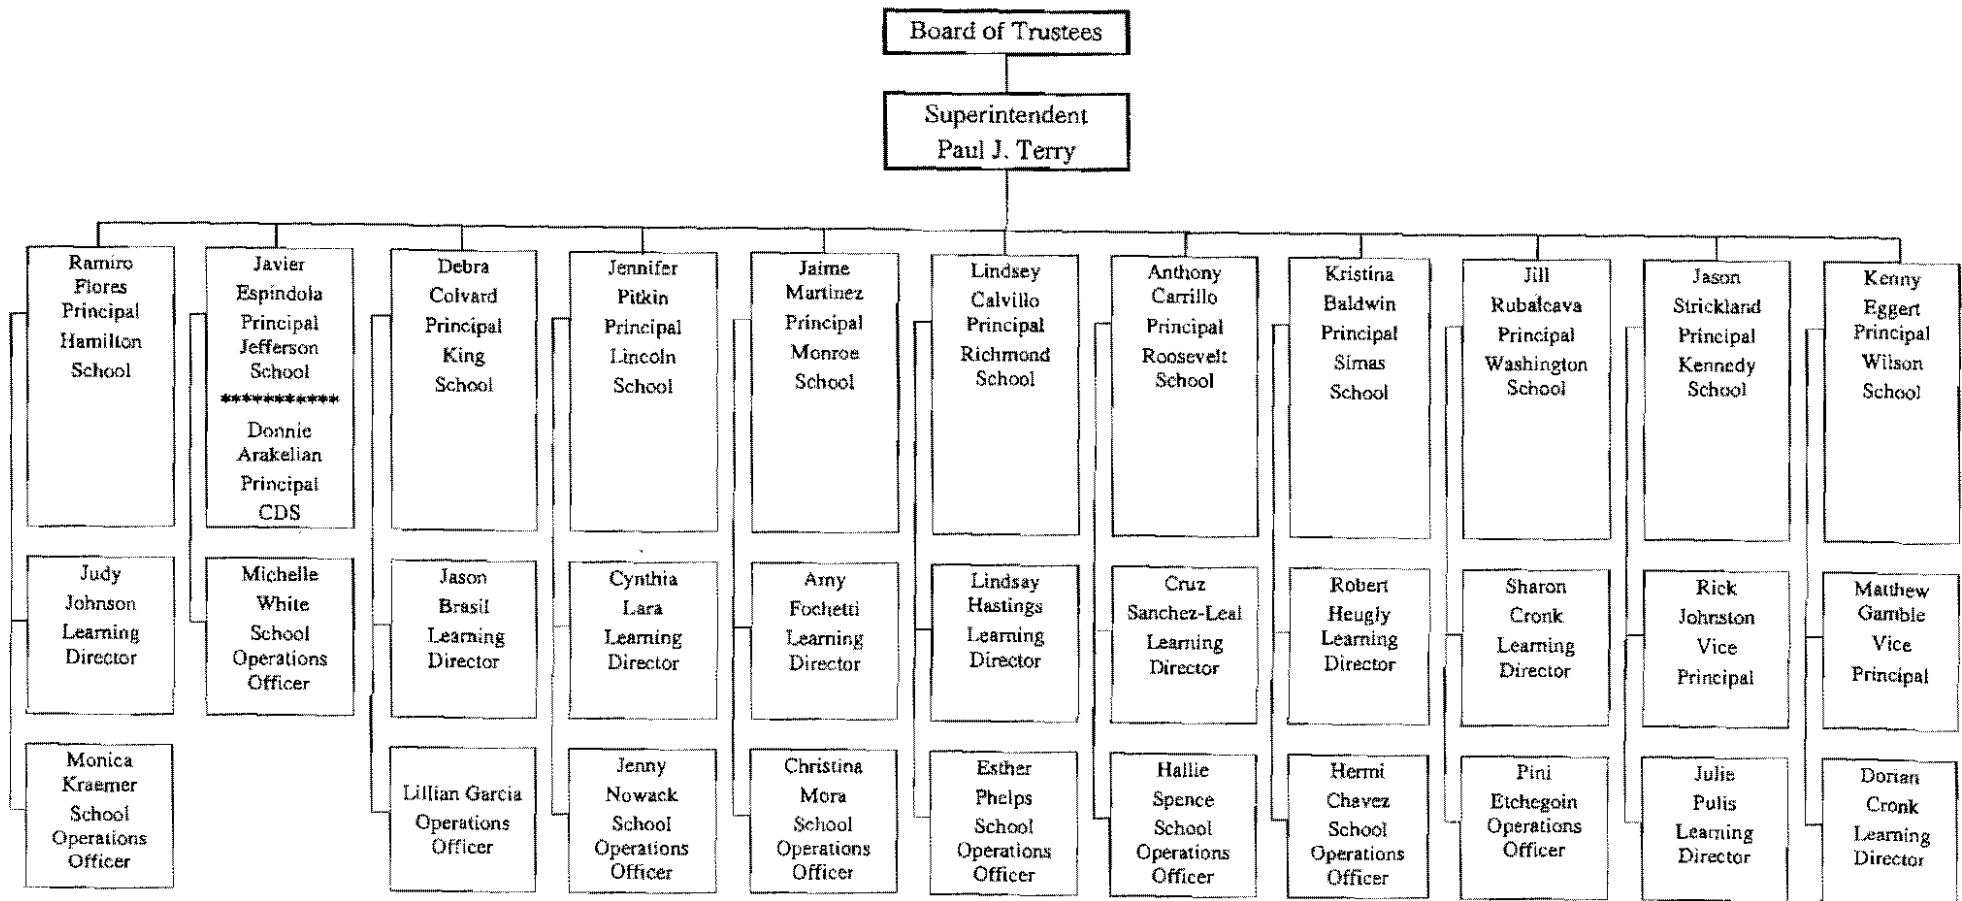 Board of Trustees
Superintendent
Paul J. Terry
Ramiro
Flores
Principal
Hamilton
School
Javier
Espindola
Principal
Jefferson
School
***********
Donnie
Arakelian
Principal
CDS
Debra
Colvard
Principal
King
School
Jennifer
Pitkin
Principal
Lincoln
School
Jaime
Martinez
Principal
Monroe
School
Lindsey
Calvillo
Principal
Richmond
School
Anthony
Carrillo
Principal
Roosevelt
School
Kristina
Baldwin
Principal
Simas
School
Jill
Rubalcava
Principal
Washington
School
Jason
Strickland
Principal
Kennedy
School
Kenny
Eggert
Principal
Wilson
School
Judy
Johnson
Learning
Director
Michelle
White
School
Operations
Officer
Jason
Brasil
Learning
Director
Cynthia
Lara
Learning
Director
Amy
Fochetti
Learning
Director
Lindsay
Hastings
Learning
Director
Cruz
Sanchez-Leal
Learning
Director
Robert
Heugly
Learning
Director
Sharon
Cronk
Learning
Director
Rick
Johnston
Vice
Principal
Matthew
Gamble
Vice
Principal
Monica
Kraemer
School
Operations
Officer
Lillian Garcia
Operations
Officer
Jenny
Nowack
School
Operations
Officer
Christina
Mora
School
Operations
Officer
Esther
Phelps
School
Operations
Officer
Hallie
Spence
School
Operations
Officer
Hermi
Chavez
School
Operations
Officer
Pini
Etchegoin
Operations
Officer
Julie
Pulis
Learning
Director
Dorian
Cronk
Learning
Director